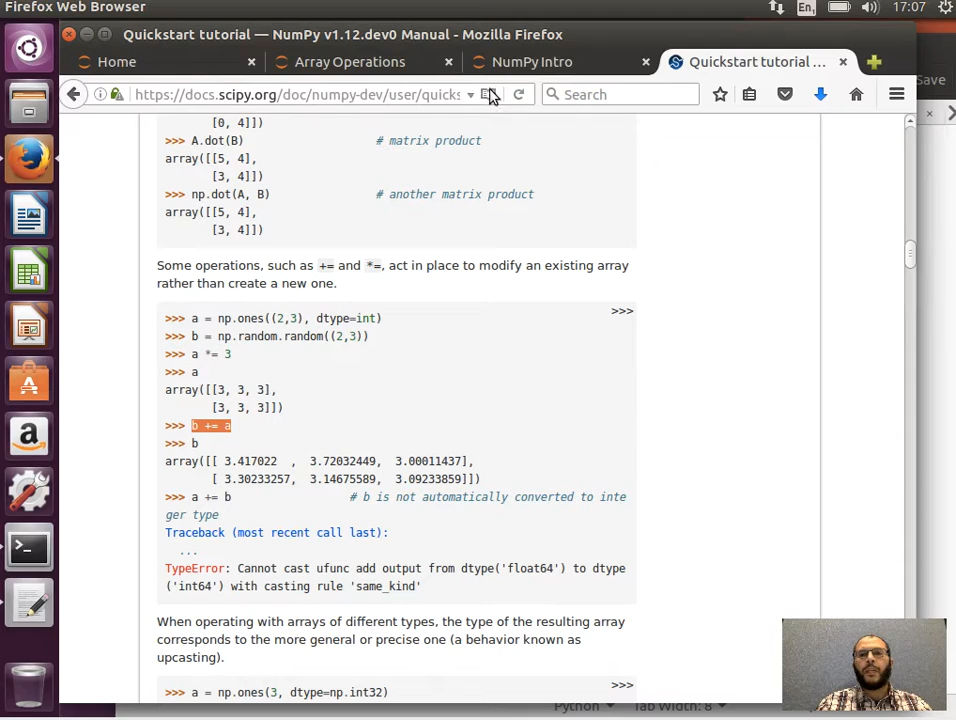 Firefox Web Browser
En1
17:07
Quickstart tutorial — NumPy v1.12.dev0 Manual - Mozilla Firefox
Home
Array Operations
NumPy Intro
Quickstart tutorial ...
https://docs.scipy.org/doc/numpy-dev/user/quicks
Search
Save
[0, 4]])
>>> A.dot(B) # matrix product
array([[5, 4],
[3, 4]])
>>> np.dot(A, B) # another matrix product
array([[5, 4],
[3, 4]])
Some operations, such as += and *=, act in place to modify an existing array
rather than create a new one.
>>>
>>> a = np.ones((2,3), dtype=int)
>>> b = np.random.random((2,3))
>>> a *= 3
>>> a
array([[3, 3, 3],
[3, 3, 3]])
>>> b += a
>>> b
array([[ 3.417022  ,  3.72032449,  3.00011437],
[ 3.30233257,  3.14675589,  3.09233859]])
>>> a += b # b is not automatically converted to inte
ger type
Traceback (most recent call last):
...
TypeError: Cannot cast ufunc add output from dtype('float64') to dtype
('int64') with casting rule 'same_kind'
When operating with arrays of different types, the type of the resulting array
corresponds to the more general or precise one (a behavior known as
upcasting).
>>>
>>> a = np.ones(3, dtype=np.int32)
Python
Tab Width: 8